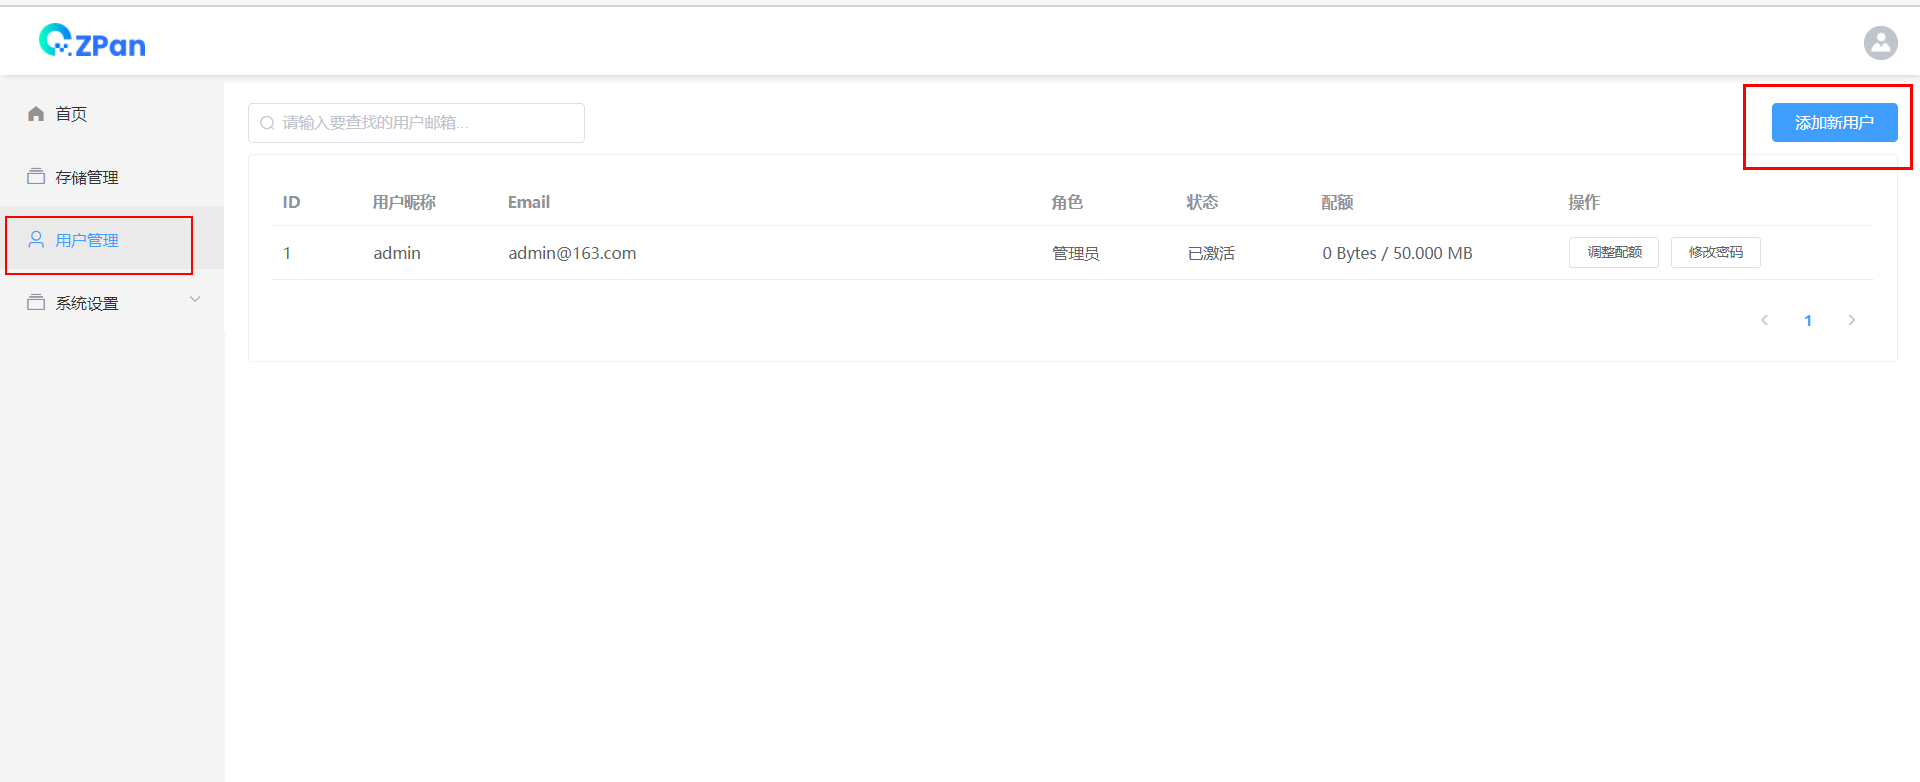 ZPan
首页
存储管理
用户管理
系统设置
请输入要查找的用户邮箱...
添加新用户
ID 用户昵称 Email 角色 状态 配额 操作
1 admin admin@163.com 管理员 已激活 0 Bytes / 50.000 MB 调整配额 修改密码
1